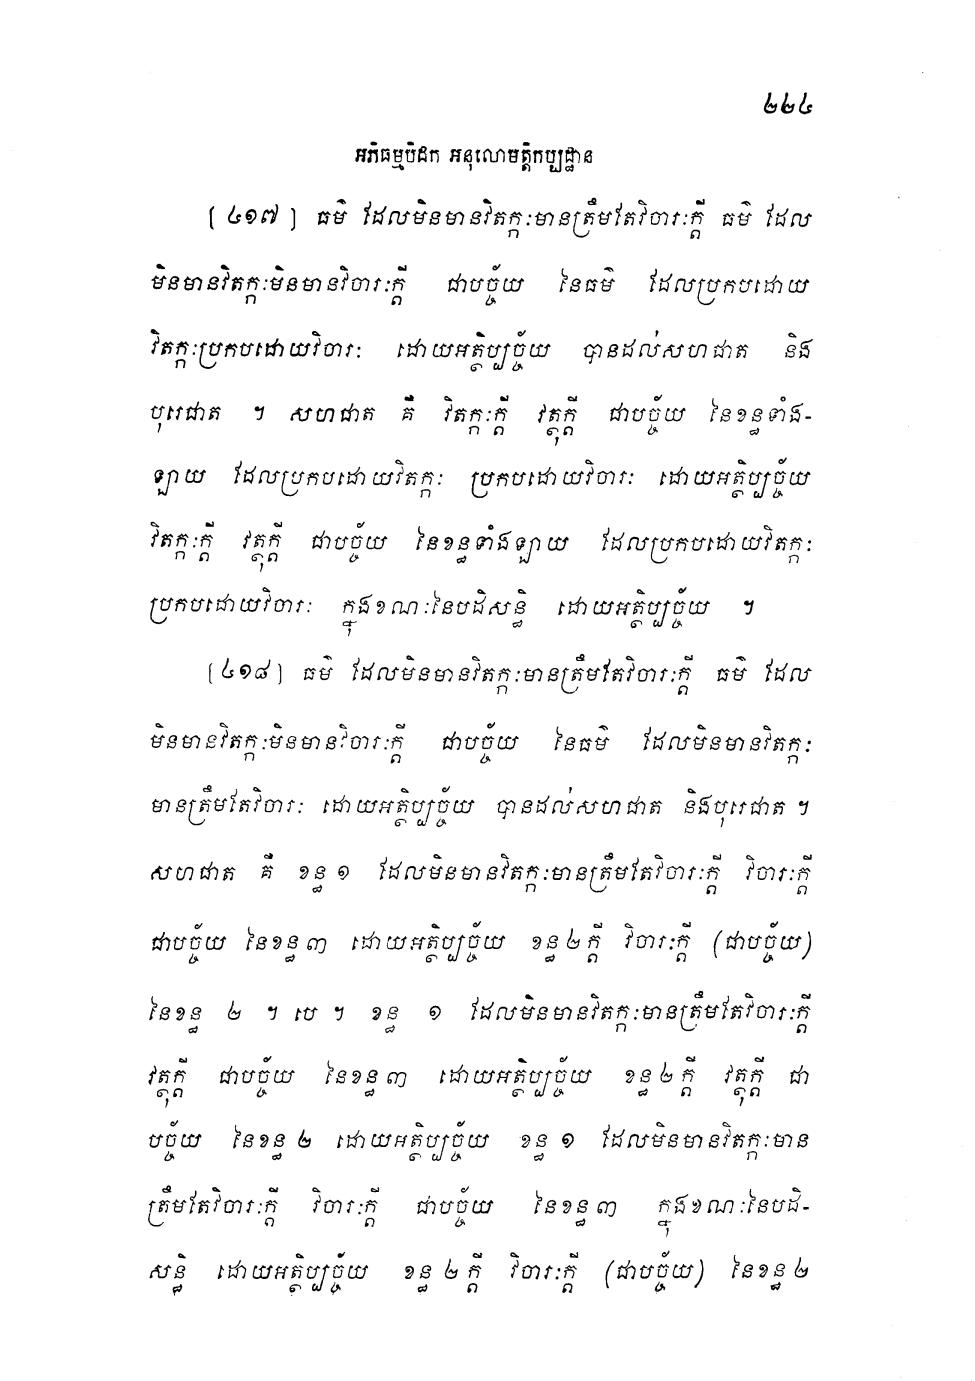 ២២៤
អភិធម្មបិដក អនុលោមត្តិកប្បដ្ឋាន
[៤១៧] ធម៌ ដែលមិនមានវិតក្កៈមានត្រឹមតែវិចារៈក្តី ធម៌ ដែល
មិនមានវិតក្កៈមិនមានវិចារៈក្តី ជាបច្ច័យ នៃធម៌ ដែលប្រកបដោយ
វិតក្កៈប្រកបដោយវិចារៈ ដោយអត្ថិប្បច្ច័យ បានដល់សហជាត និង
បុរេជាត ។ សហជាត គឺ វិតក្កៈក្តី វត្ថុក្តី ជាបច្ច័យ នៃខន្ធទាំង-
ឡាយ ដែលប្រកបដោយវិតក្កៈ ប្រកបដោយវិចារៈ ដោយអត្ថិប្បច្ច័យ
វិតក្កៈក្តី វត្ថុក្តី ជាបច្ច័យ នៃខន្ធទាំងឡាយ ដែលប្រកបដោយវិតក្កៈ
ប្រកបដោយវិចារៈ ក្នុងខណៈនៃបដិសន្ធិ ដោយអត្ថិប្បច្ច័យ ។
[៤១៨] ធម៌ ដែលមិនមានវិតក្កៈមានត្រឹមតែវិចារៈក្តី ធម៌ ដែល
មិនមានវិតក្កៈមិនមានវិចារៈក្តី ជាបច្ច័យ នៃធម៌ ដែលមិនមានវិតក្កៈ
មានត្រឹមតែវិចារៈ ដោយអត្ថិប្បច្ច័យ បានដល់សហជាត និងបុរេជាត ។
សហជាត គឺ ខន្ធ ១ ដែលមិនមានវិតក្កៈមានត្រឹមតែវិចារៈក្តី វិចារៈក្តី
ជាបច្ច័យ នៃខន្ធ ៣ ដោយអត្ថិប្បច្ច័យ ខន្ធ ២ ក្តី វិចារៈក្តី (ជាបច្ច័យ)
នៃខន្ធ ២ ។ បេ ។ ខន្ធ ១ ដែលមិនមានវិតក្កៈមានត្រឹមតែវិចារៈក្តី
វត្ថុក្តី ជាបច្ច័យ នៃខន្ធ ៣ ដោយអត្ថិប្បច្ច័យ ខន្ធ ២ ក្តី វត្ថុក្តី ជា
បច្ច័យ នៃខន្ធ ២ ដោយអត្ថិប្បច្ច័យ ខន្ធ ១ ដែលមិនមានវិតក្កៈមាន
ត្រឹមតែវិចារៈក្តី វិចារៈក្តី ជាបច្ច័យ នៃខន្ធ ៣ ក្នុងខណៈនៃបដិ-
សន្ធិ ដោយអត្ថិប្បច្ច័យ ខន្ធ ២ ក្តី វិចារៈក្តី (ជាបច្ច័យ) នៃខន្ធ ២